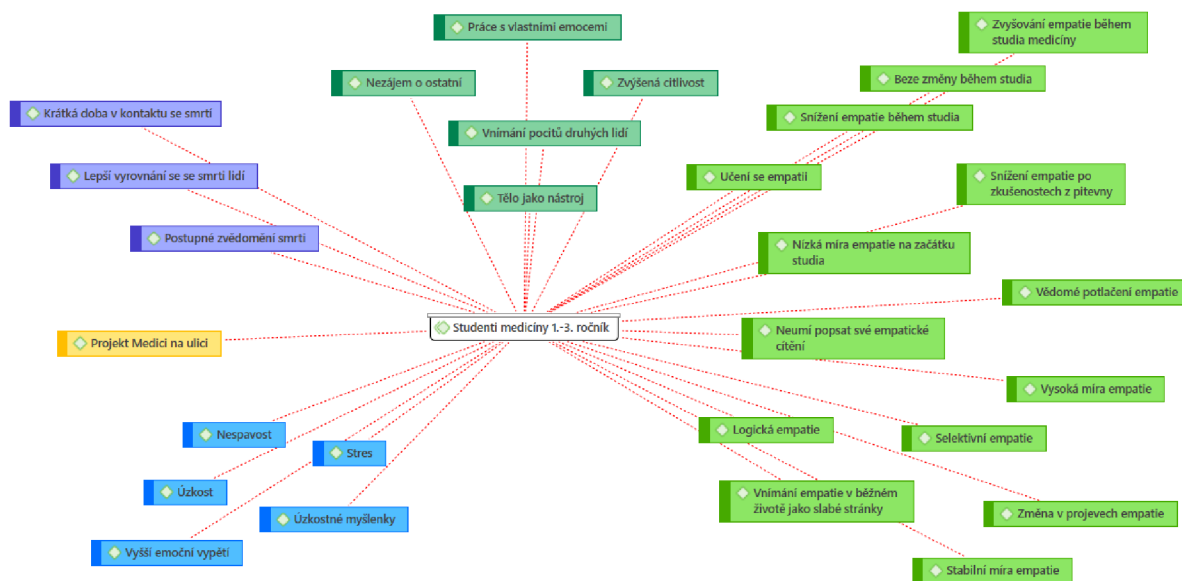 Práce s vlastními emocemi
Zvyšování empatie během
studia medicíny
Nezájem o ostatní
Zvýšená citlivost
Beze změny během studia
Krátká doba v kontaktu se smrtí
Snížení empatie během studia
Vnímání pocitů druhých lidí
Lepší vyrovnání se se smrti lidí
Učení se empatii
Snížení empatie po
zkušenostech z pitevny
Tělo jako nástroj
Postupné zvědomění smrti
Nízká míra empatie na začátku
studia
Vědomé potlačení empatie
Studenti medicíny 1.-3. ročník
Neumí popsat své empatické
cítění
Projekt Medici na ulici
Vysoká míra empatie
Nespavost
Logická empatie
Selektivní empatie
Stres
Úzkost
Vnímání empatie v běžném
životě jako slabé stránky
Úzkostné myšlenky
Změna v projevech empatie
Vyšší emoční vypětí
Stabilní míra empatie